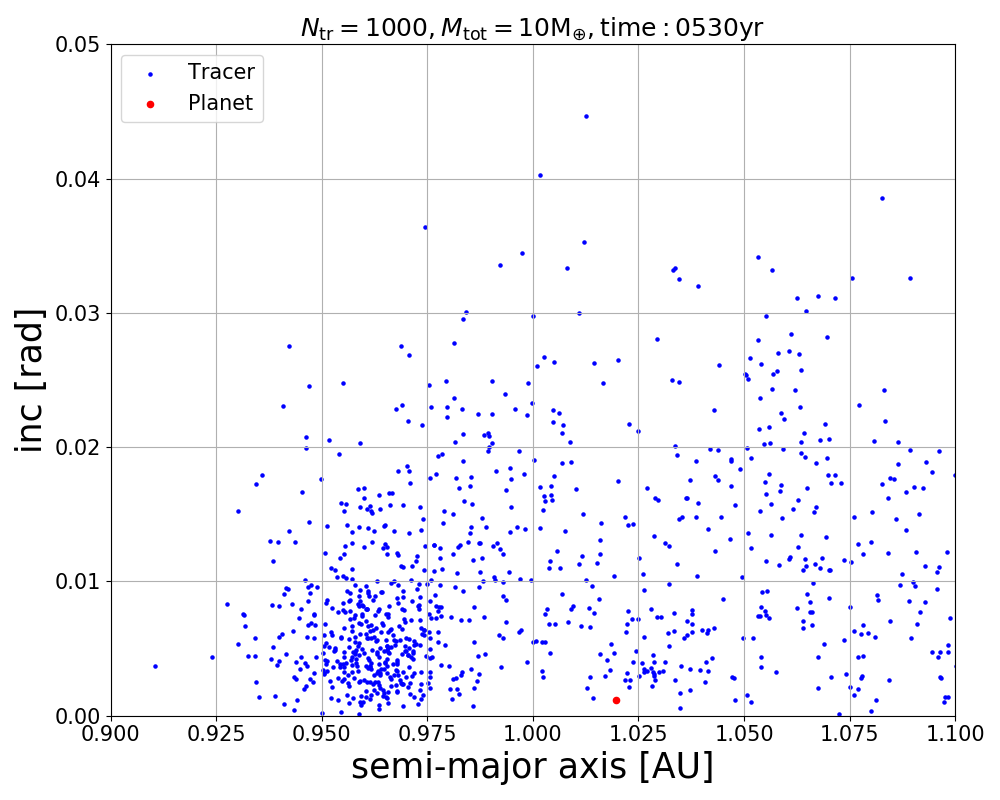 N_tr = 1000, M_tot = 10M_⊕, time : 0530yr
Tracer
Planet
0.05
0.04
0.03
0.02
0.01
0.00
inc [rad]
0.900 0.925 0.950 0.975 1.000 1.025 1.050 1.075 1.100
semi-major axis [AU]